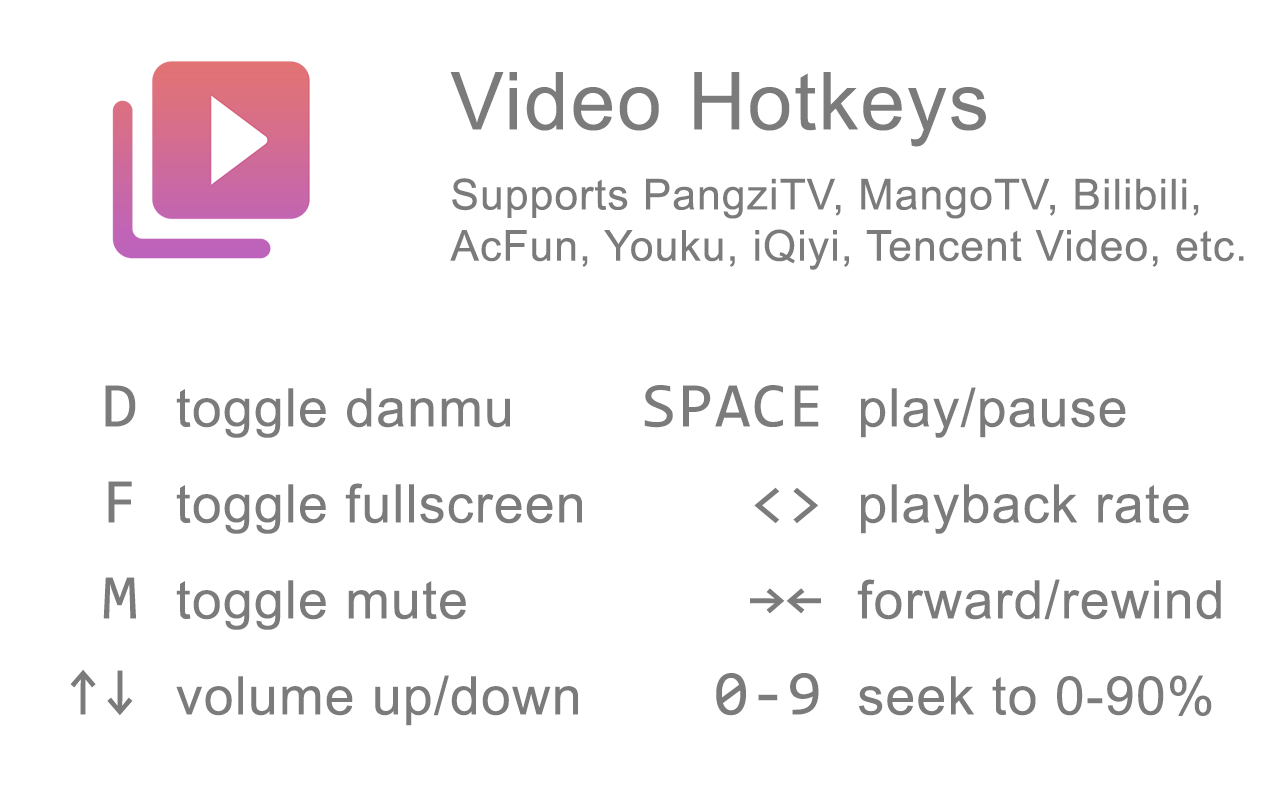 Video Hotkeys
Supports PangziTV, MangoTV, Bilibili,
AcFun, Youku, iQiyi, Tencent Video, etc.
D toggle danmu
SPACE play/pause
F toggle fullscreen
<> playback rate
M toggle mute
→← forward/rewind
↑↓ volume up/down
0-9 seek to 0-90%